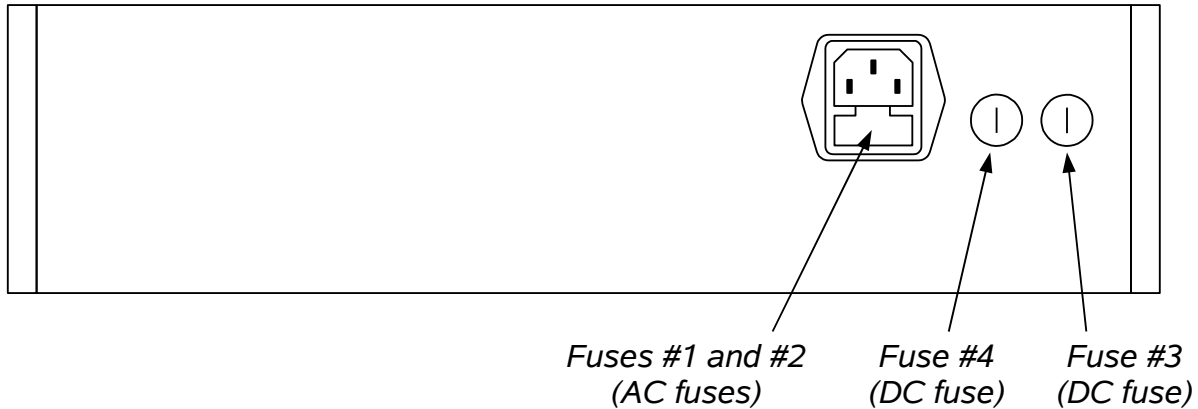 Fuses #1 and #2
(AC fuses)
Fuse #4
(DC fuse)
Fuse #3
(DC fuse)